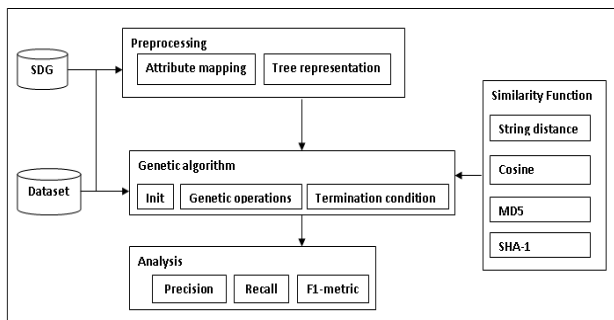 Preprocessing
SDG
Attribute mapping
Tree representation
Similarity Function
String distance
Genetic algorithm
Cosine
Dataset
Init
Genetic operations
Termination condition
MD5
SHA-1
Analysis
Precision
Recall
F1-metric